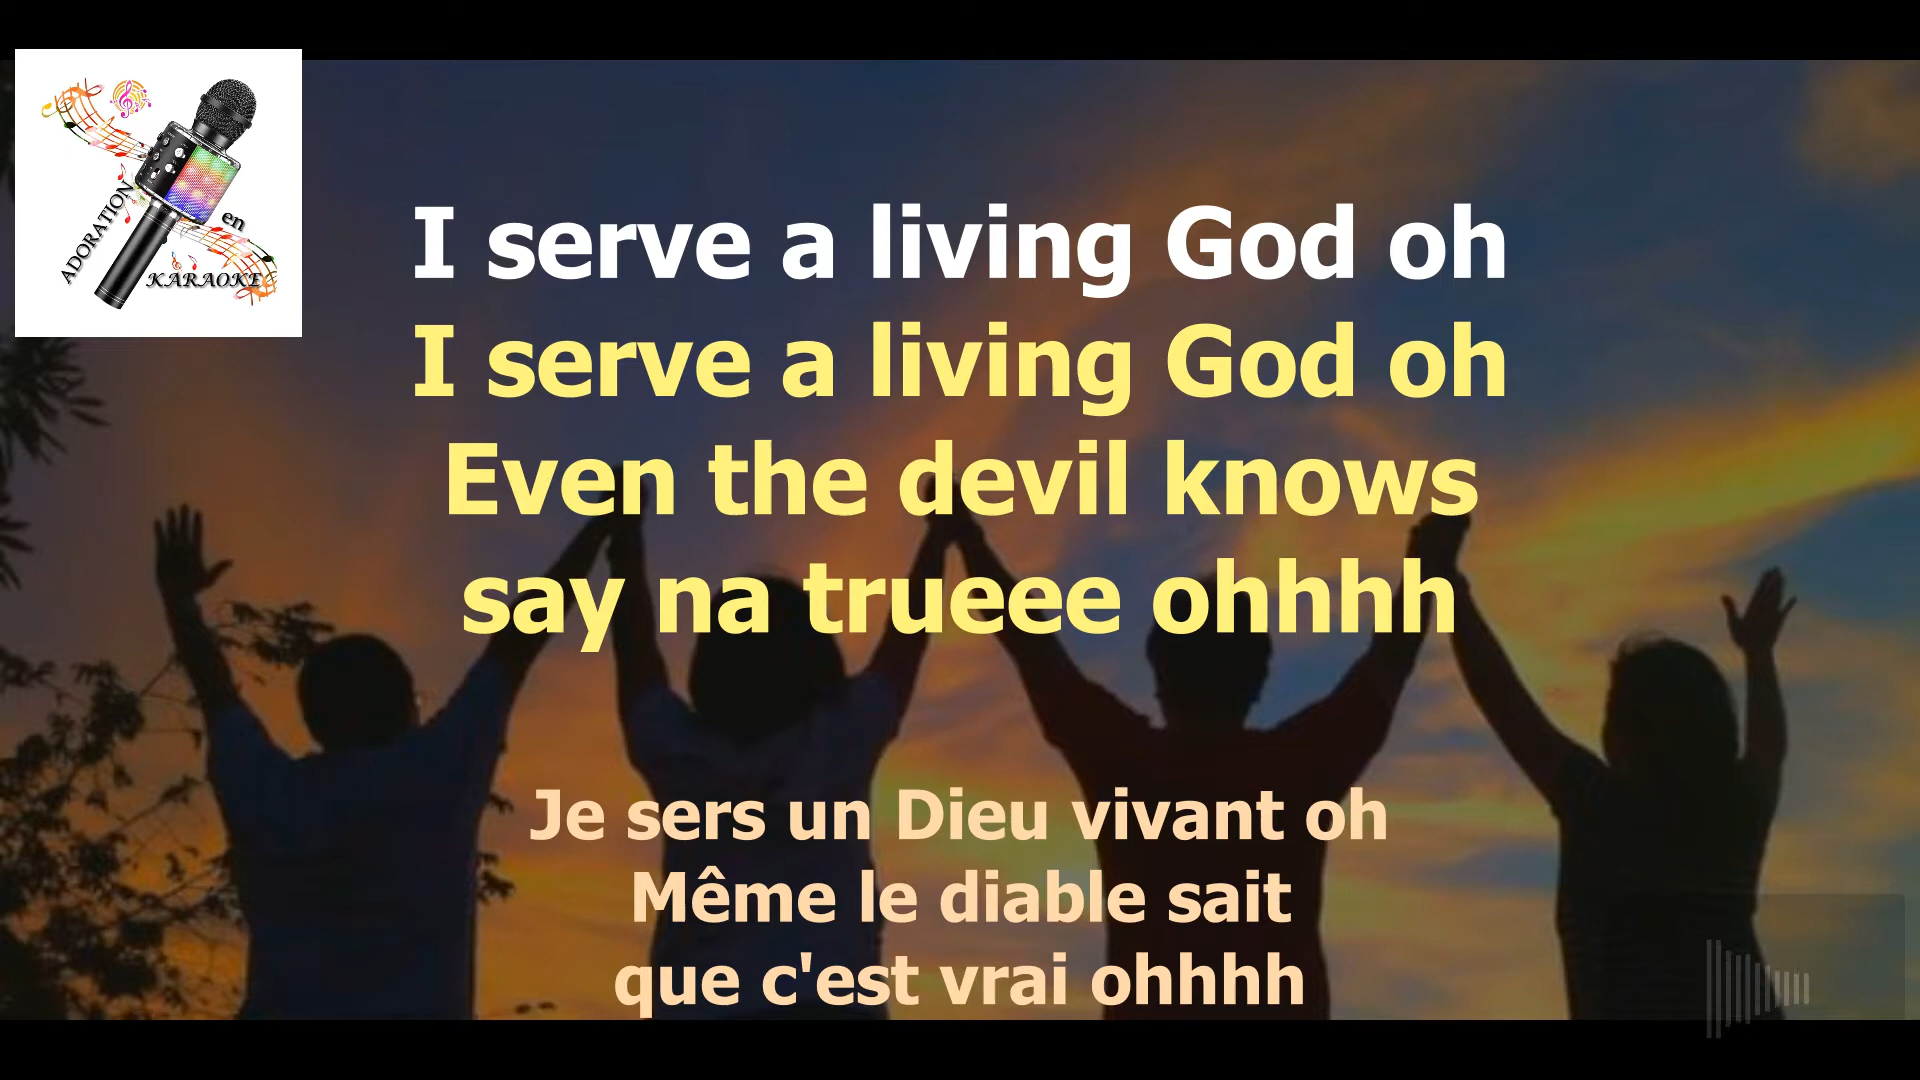 ADORATION
en
KARAOKE
I serve a living God oh
I serve a living God oh
Even the devil knows
say na trueee ohhhh
Je sers un Dieu vivant oh
Même le diable sait
que c'est vrai ohhhh